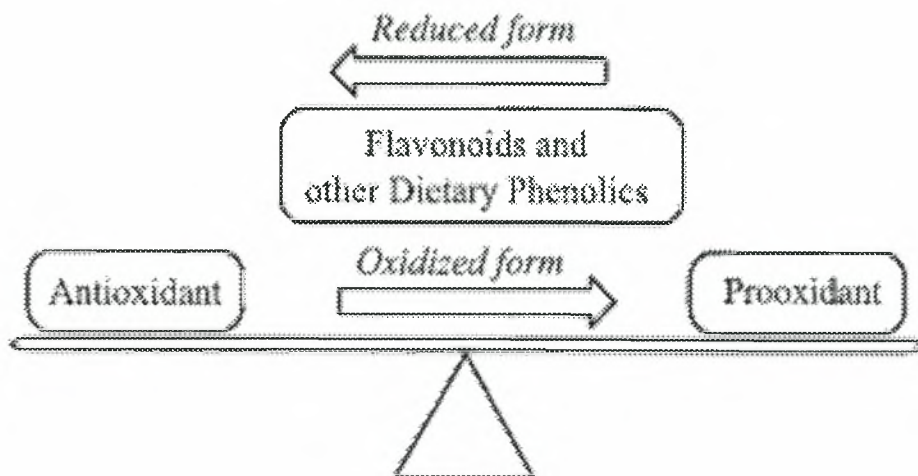 Reduced form
Flavonoids and
other Dietary Phenolics
Oxidized form
Antioxidant
Prooxidant